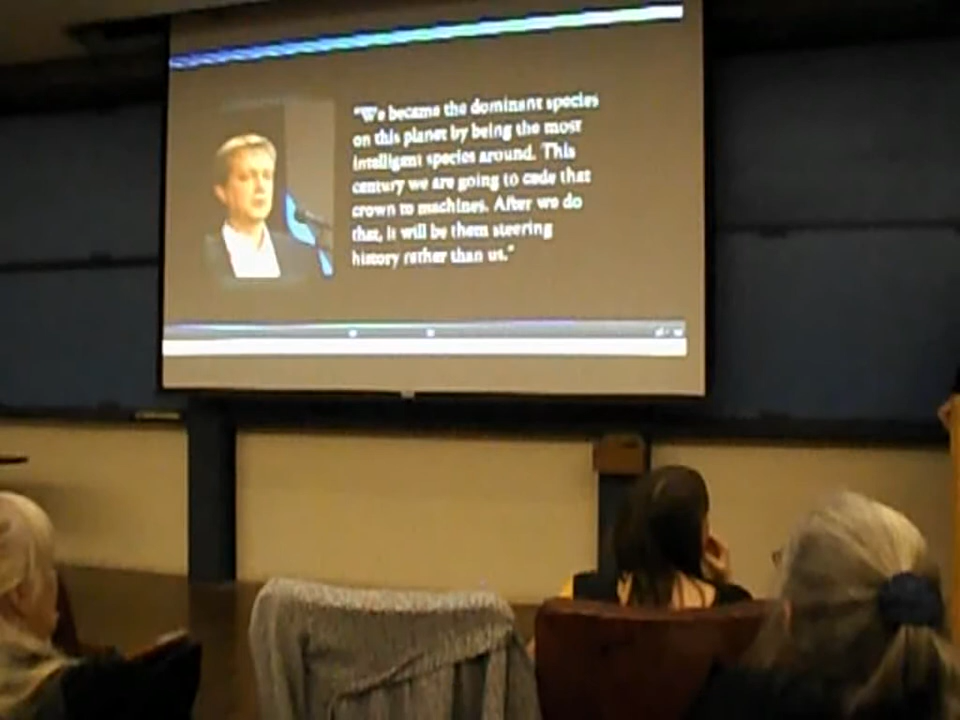 "We became the dominant species
on this planet by being the most
intelligent species around. This
century we are going to cede that
crown to machines. After we do
that, it will be them steering
history rather than us."